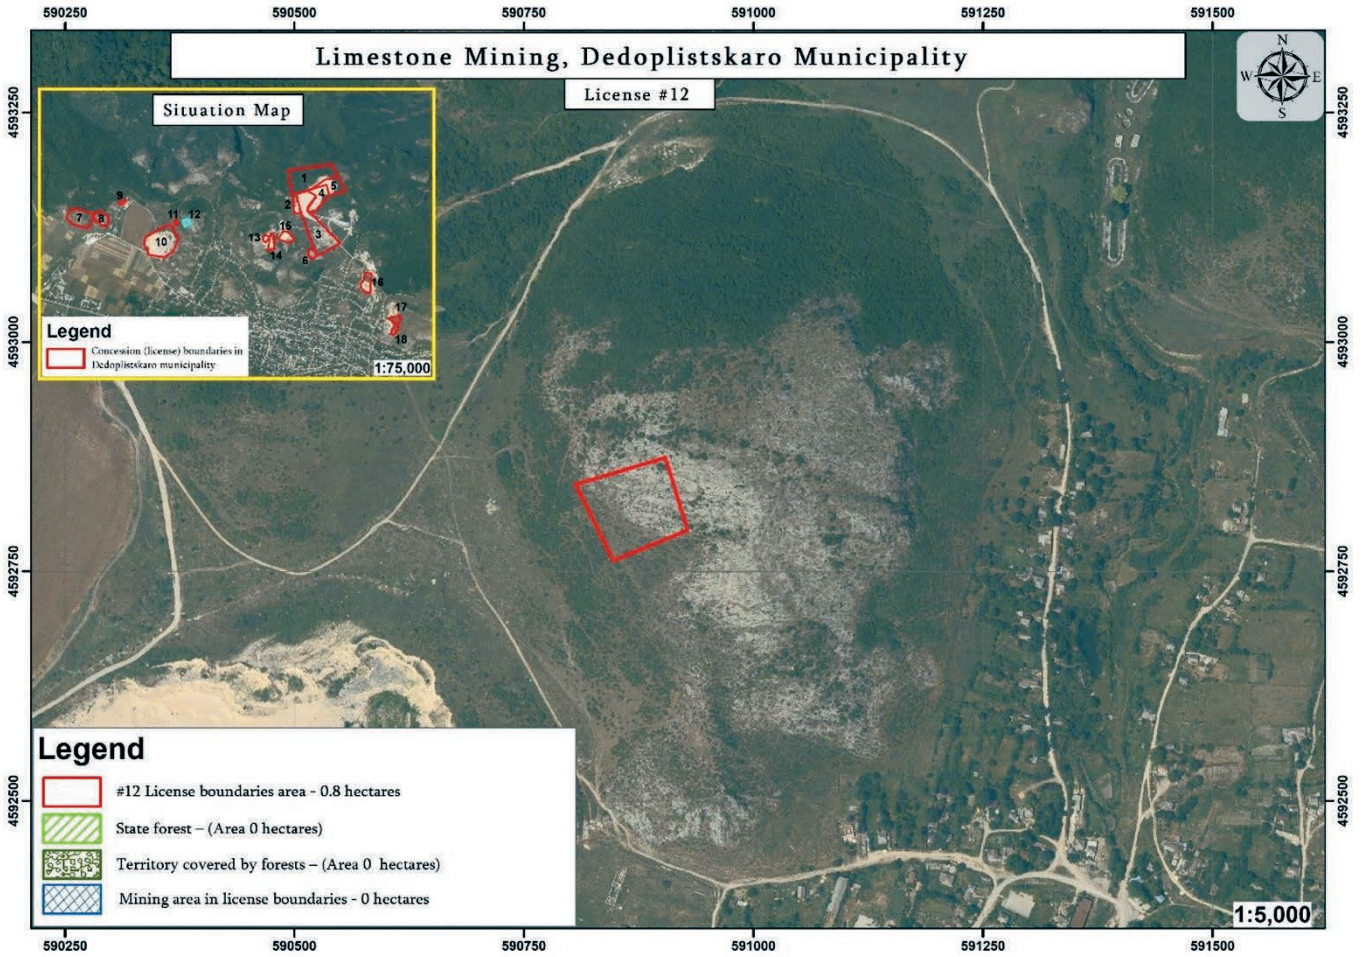 590250 590500 590750 591000 591250 591500
Limestone Mining, Dedoplistskaro Municipality
License #12
N
W E
S
4593250 4593250
Situation Map
1
5
4
2
3
6
7
8
9
10
11
12
13
14
15
16
17
18
Legend
Concession (license) boundaries in
Dedoplistskaro municipality
1:75,000
4593000 4593000
4592750 4592750
4592500 4592500
Legend
#12 License boundaries area - 0.8 hectares
State forest – (Area 0 hectares)
Territory covered by forests – (Area 0 hectares)
Mining area in license boundaries - 0 hectares
1:5,000
590250 590500 590750 591000 591250 591500